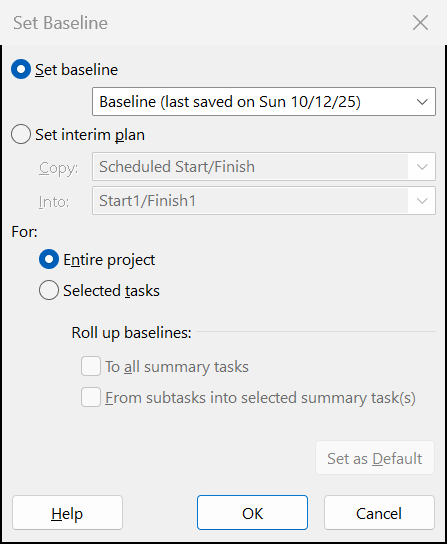 Set Baseline
Set baseline
Baseline (last saved on Sun 10/12/25)
Set interim plan
Copy: Scheduled Start/Finish
Into: Start1/Finish1
For:
Entire project
Selected tasks
Roll up baselines:
To all summary tasks
From subtasks into selected summary task(s)
Set as Default
Help OK Cancel